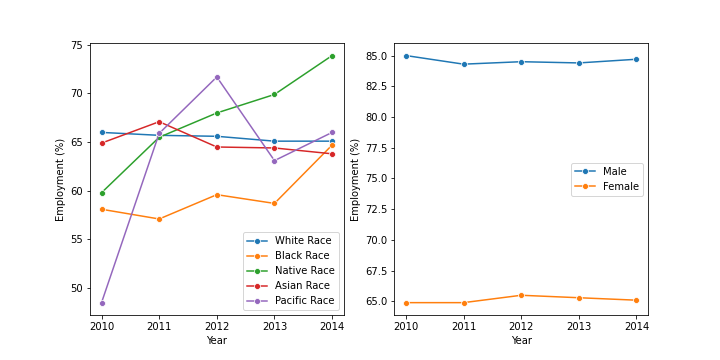 75
70
65
60
55
50
Employment (%)
2010 2011 2012 2013 2014
Year
White Race
Black Race
Native Race
Asian Race
Pacific Race
85.0
82.5
80.0
77.5
75.0
72.5
70.0
67.5
65.0
Employment (%)
2010 2011 2012 2013 2014
Year
Male
Female